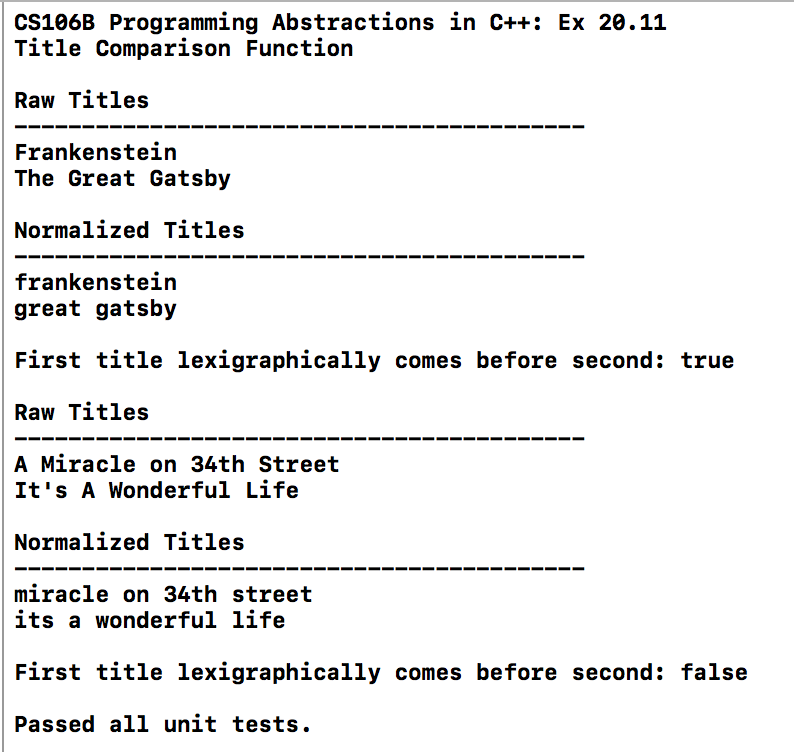 CS106B Programming Abstractions in C++: Ex 20.11
Title Comparison Function
Raw Titles
-------------------------------------------
Frankenstein
The Great Gatsby
Normalized Titles
-------------------------------------------
frankenstein
great gatsby
First title lexigraphically comes before second: true
Raw Titles
-------------------------------------------
A Miracle on 34th Street
It's A Wonderful Life
Normalized Titles
-------------------------------------------
miracle on 34th street
its a wonderful life
First title lexigraphically comes before second: false
Passed all unit tests.